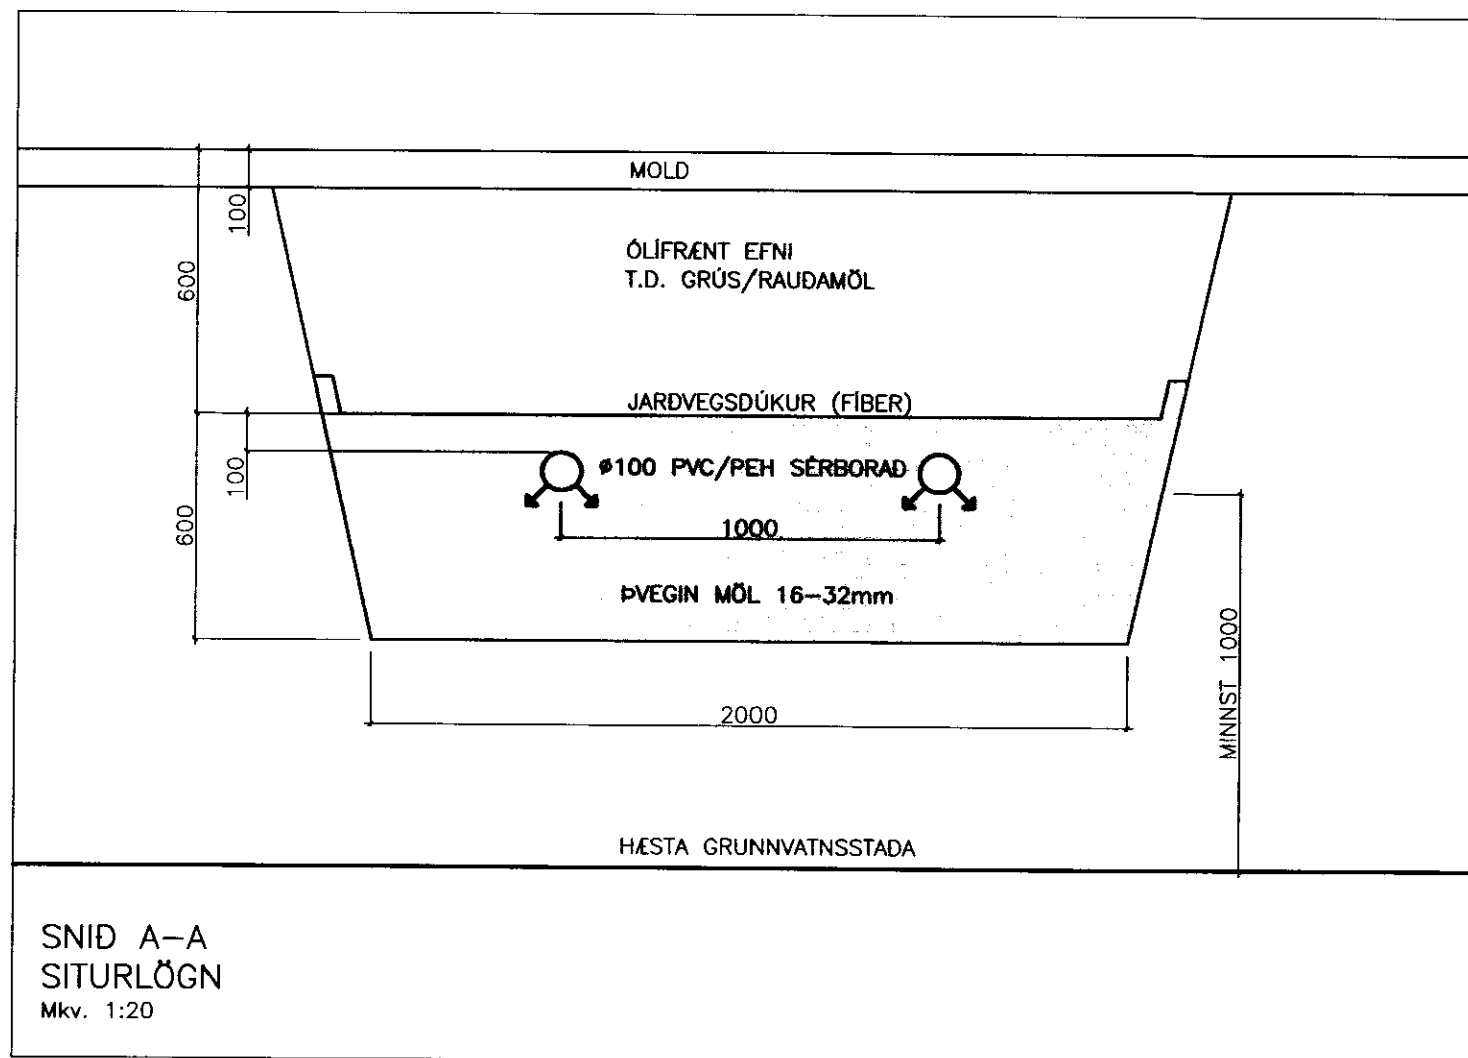 MOLD
100
600
ÓLÍFRÆNT EFNI
T.D. GRÚS/RAUÐAMÖL
JARÐVEGSDÚKUR (FÍBER)
100
ø100 PVC/PEH SÉRBORAÐ
600
1000
ÞVEGIN MÖL 16-32mm
MINNST 1000
2000
HÆSTA GRUNNVATNSSTAÐA
SNIÐ A-A
SITURLÖGN
Mkv. 1:20